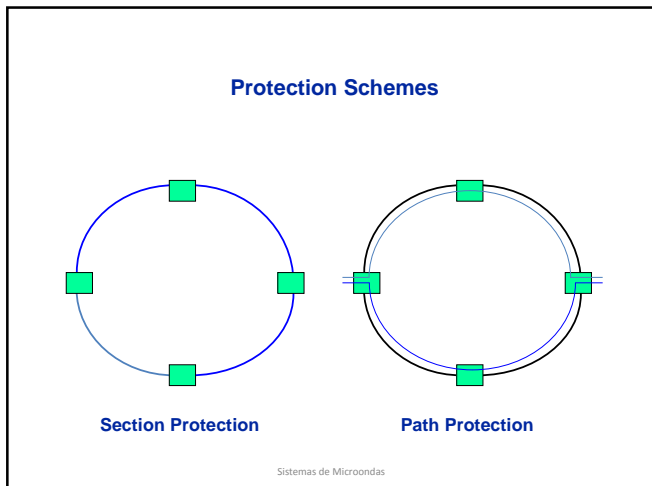 Protection Schemes
Section Protection
Path Protection
Sistemas de Microondas